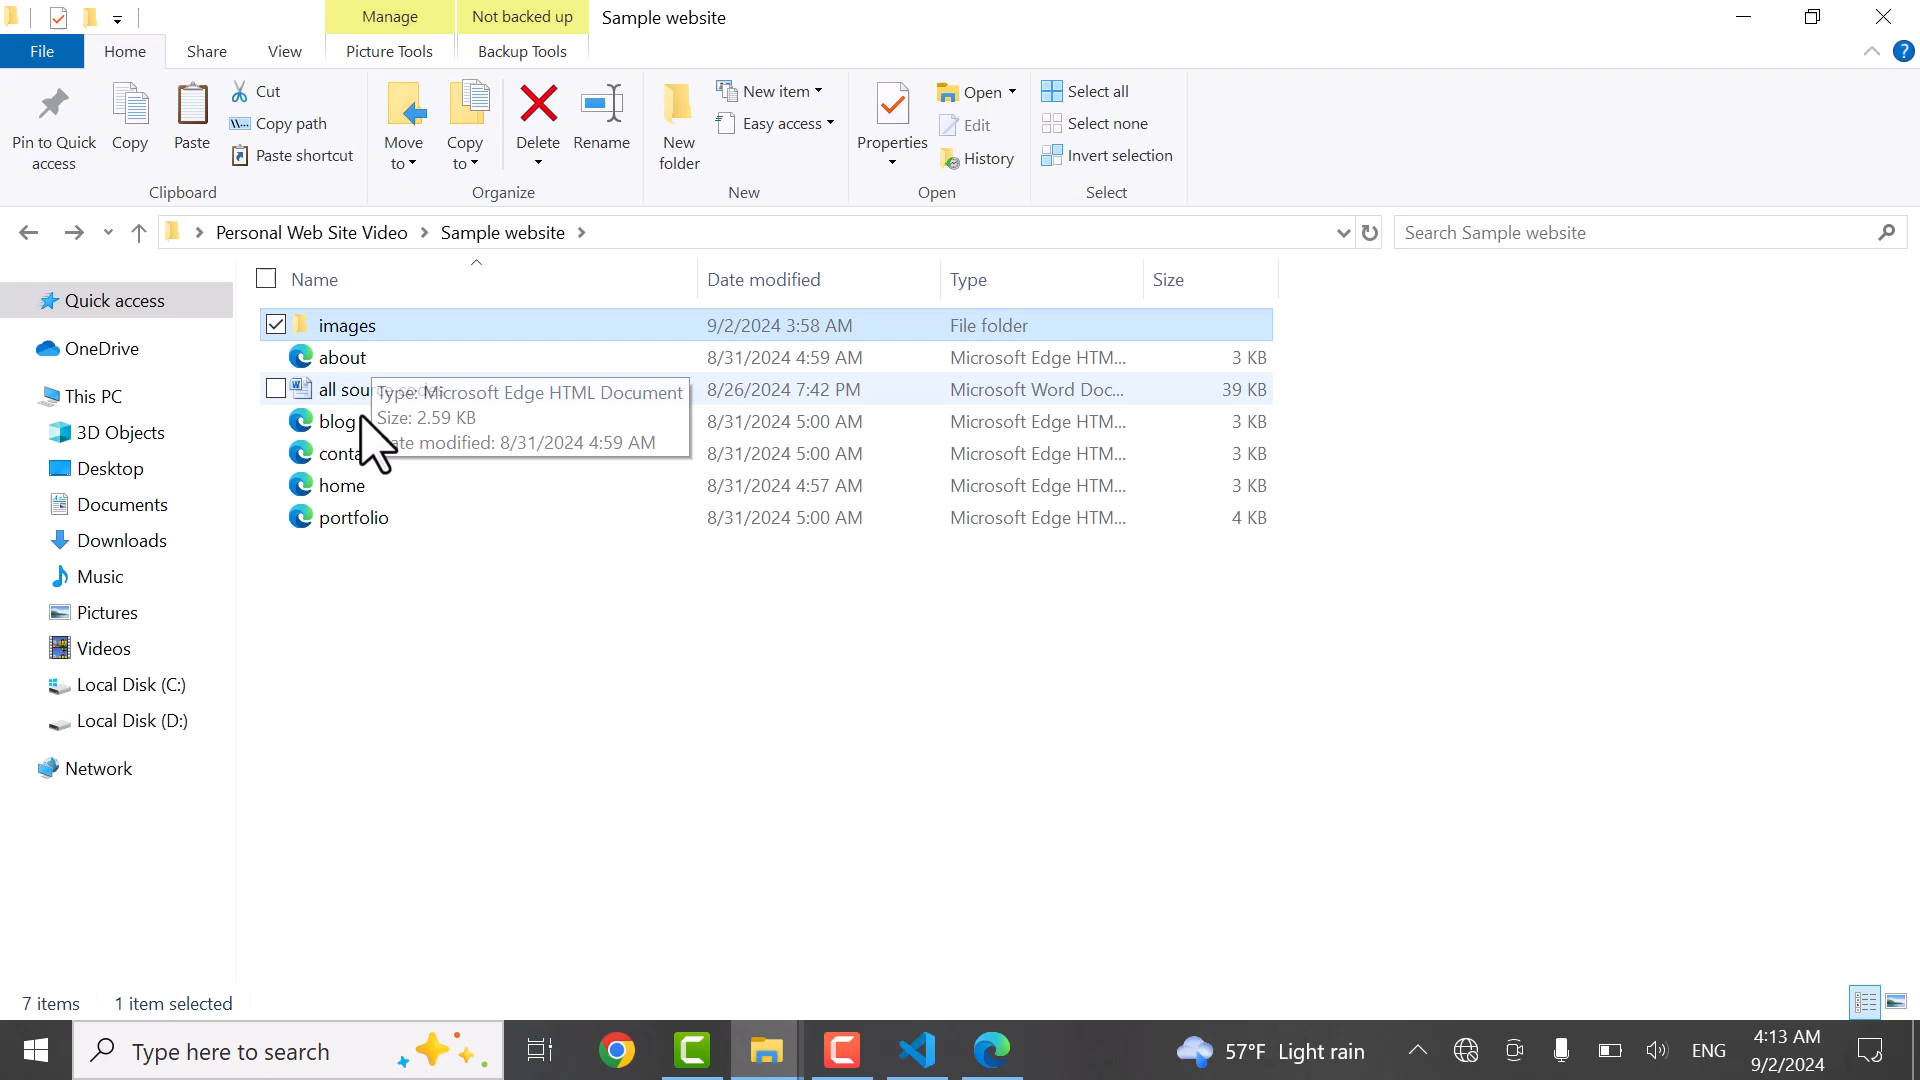 Manage
Not backed up
Sample website
File
Home
Share
View
Picture Tools
Backup Tools
?
Pin to Quick
access
Copy
Paste
Cut
Copy path
Paste shortcut
Clipboard
Move
to
Copy
to
Delete
Rename
Organize
New
folder
New item
Easy access
New
Properties
Open
Edit
History
Open
Select all
Select none
Invert selection
Select
Personal Web Site Video
Sample website
Search Sample website
Name
Date modified
Type
Size
Quick access
OneDrive
This PC
3D Objects
Desktop
Documents
Downloads
Music
Pictures
Videos
Local Disk (C:)
Local Disk (D:)
Network
images 9/2/2024 3:58 AM File folder
about 8/31/2024 4:59 AM Microsoft Edge HTM... 3 KB
all 8/26/2024 7:42 PM Microsoft Word Doc... 39 KB
blog 8/31/2024 5:00 AM Microsoft Edge HTM... 3 KB
8/31/2024 5:00 AM Microsoft Edge HTM... 3 KB
home 8/31/2024 4:57 AM Microsoft Edge HTM... 3 KB
portfolio 8/31/2024 5:00 AM Microsoft Edge HTM... 4 KB
Type: Microsoft Edge HTML Document
Size: 2.59 KB
modified: 8/31/2024 4:59 AM
7 items
1 item selected
Type here to search
57°F Light rain
ENG
4:13 AM
9/2/2024